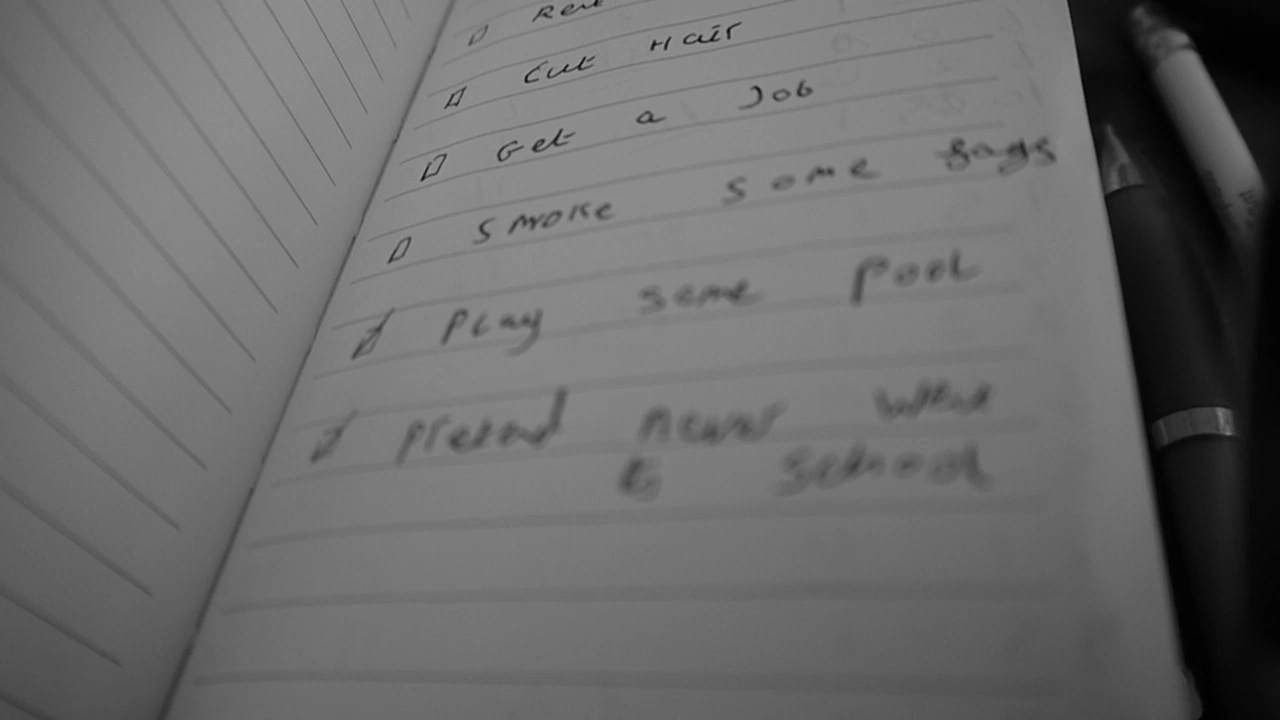 Cut Hair
Get a Job
Smoke some fags
Play some Pool
Pretend never went
to school